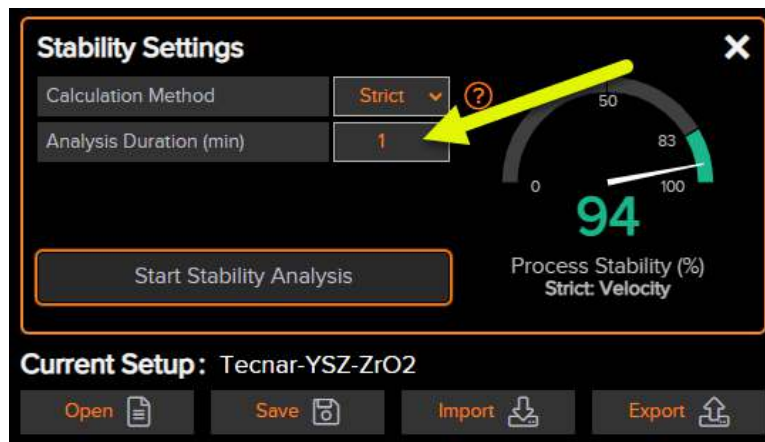 Stability Settings
Calculation Method
Strict
?
Analysis Duration (min)
1
Start Stability Analysis
0
50
83
100
94
Process Stability (%)
Strict: Velocity
Current Setup: Tecnar-YSZ-ZrO2
Open
Save
Import
Export